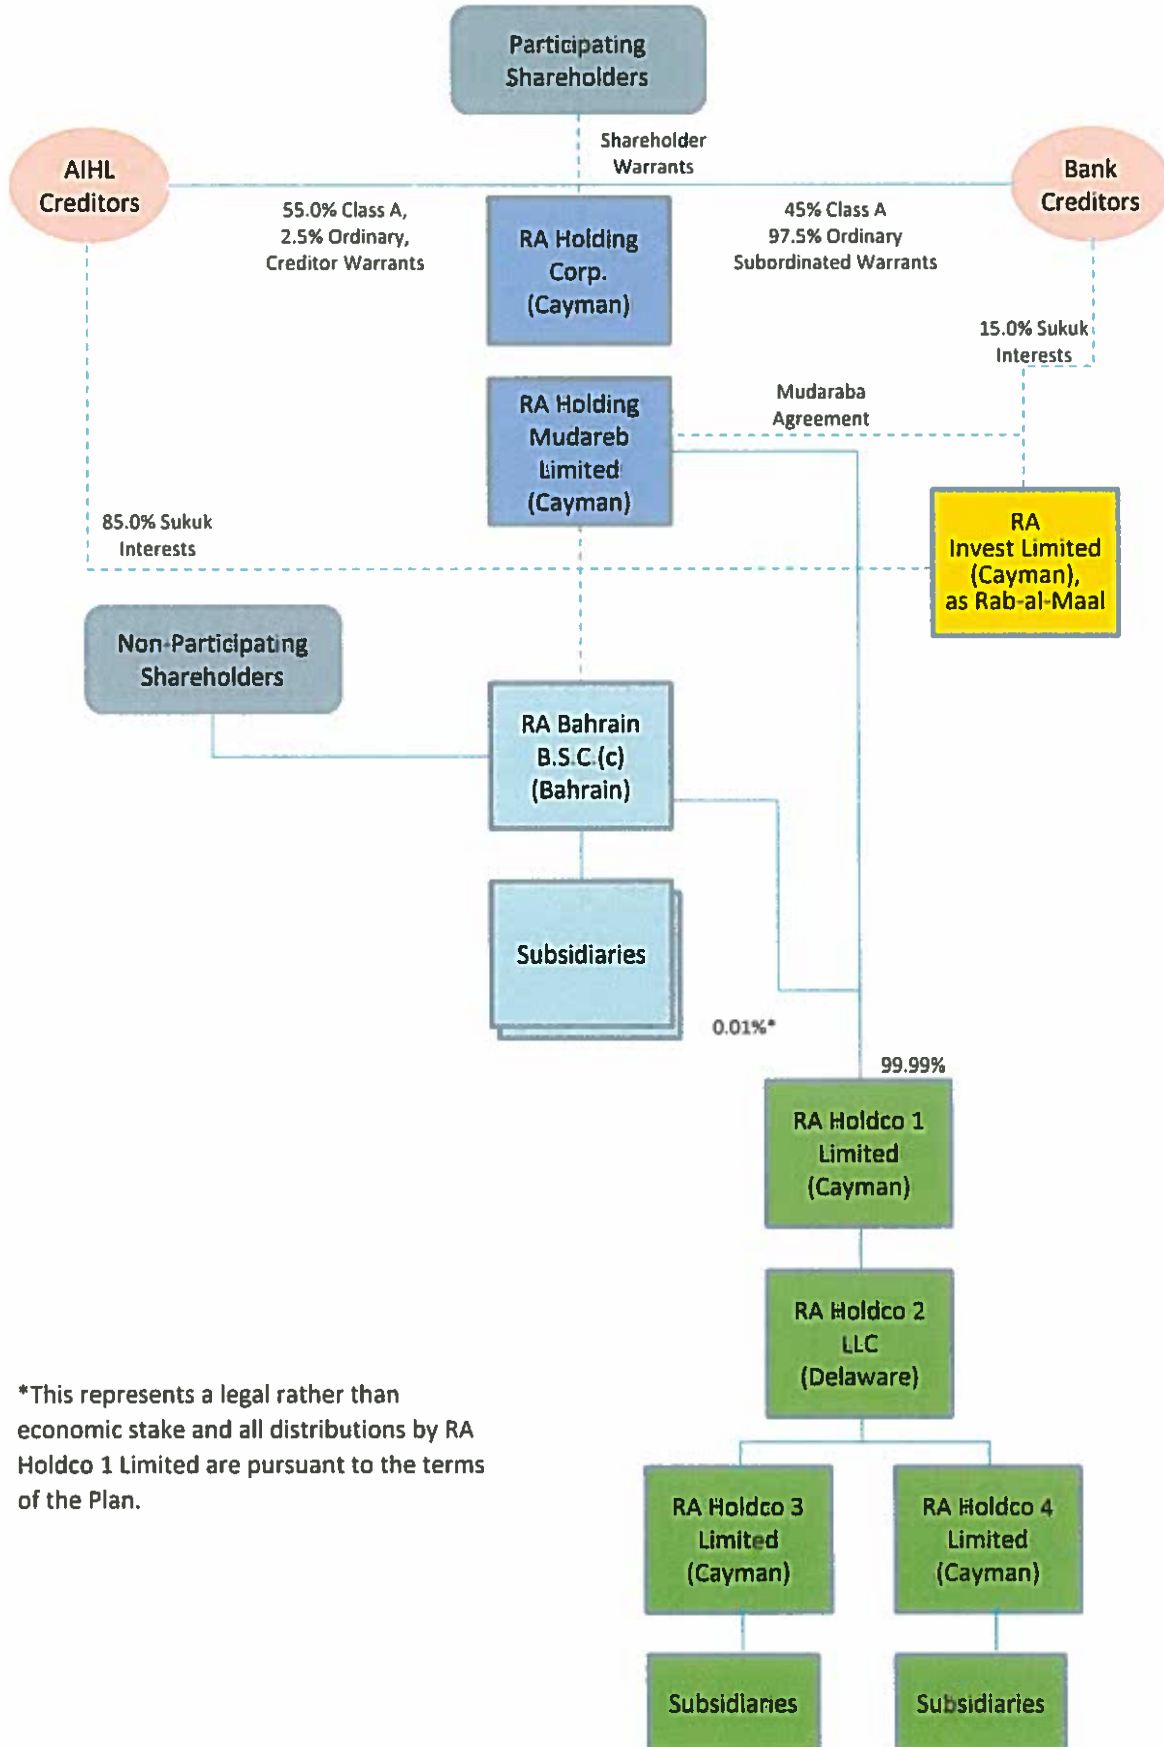 Participating
Shareholders
Shareholder
Warrants
AIHL
Creditors
Bank
Creditors
55.0% Class A,
2.5% Ordinary,
Creditor Warrants
45% Class A
97.5% Ordinary
Subordinated Warrants
RA Holding
Corp.
(Cayman)
15.0% Sukuk
Interests
RA Holding
Mudareb
Limited
(Cayman)
Mudaraba
Agreement
85.0% Sukuk
Interests
RA
Invest Limited
(Cayman),
as Rab-al-Maal
Non-Participating
Shareholders
RA Bahrain
B.S.C.(c)
(Bahrain)
Subsidiaries
0.01%*
99.99%
RA Holdco 1
Limited
(Cayman)
RA Holdco 2
LLC
(Delaware)
*This represents a legal rather than
economic stake and all distributions by RA
Holdco 1 Limited are pursuant to the terms
of the Plan.
RA Holdco 3
Limited
(Cayman)
RA Holdco 4
Limited
(Cayman)
Subsidiaries
Subsidiaries